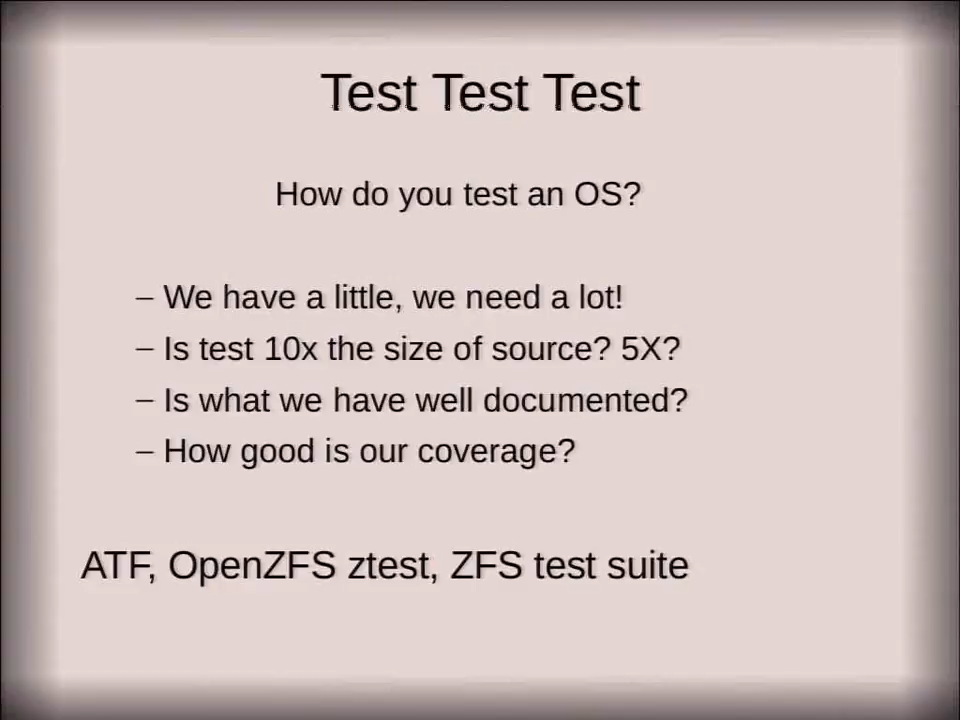 Test Test Test
How do you test an OS?
– We have a little, we need a lot!
– Is test 10x the size of source? 5X?
– Is what we have well documented?
– How good is our coverage?
ATF, OpenZFS ztest, ZFS test suite